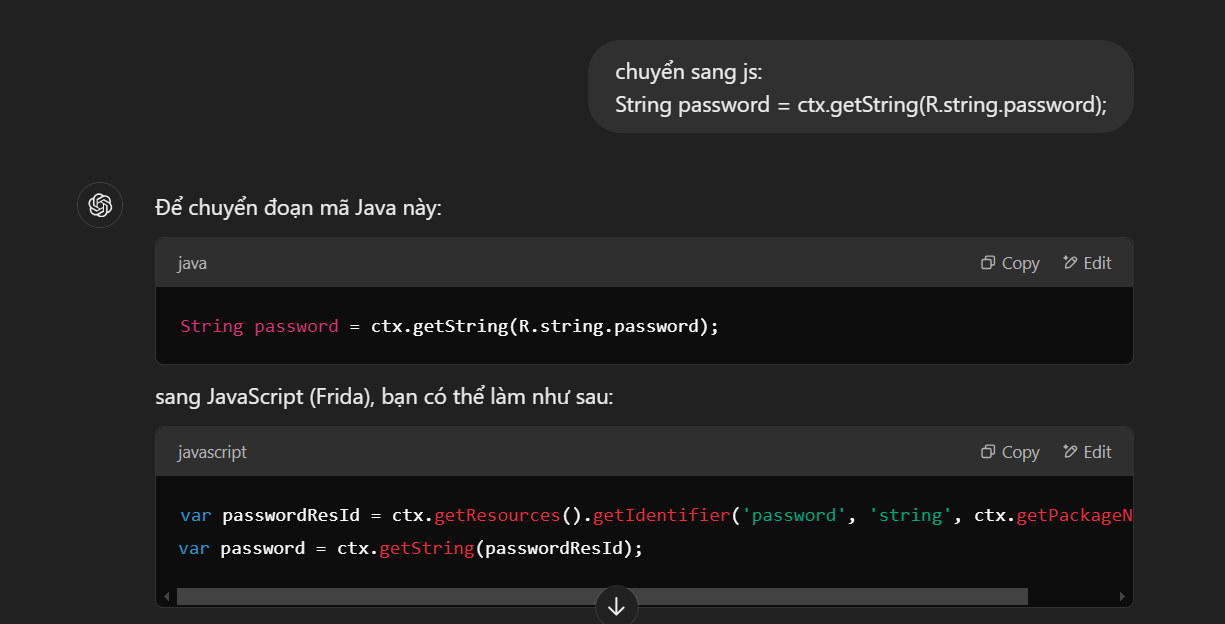 chuyển sang js:
String password = ctx.getString(R.string.password);
Để chuyển đoạn mã Java này:
java Copy Edit
String password = ctx.getString(R.string.password);
sang JavaScript (Frida), bạn có thể làm như sau:
javascript Copy Edit
var passwordResId = ctx.getResources().getIdentifier('password', 'string', ctx.getPackageN
var password = ctx.getString(passwordResId);